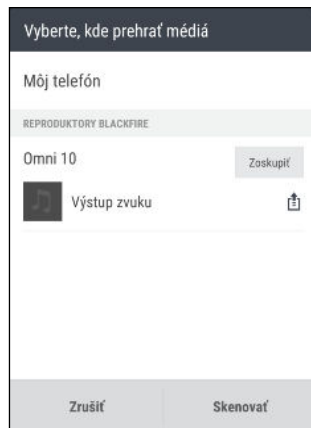 Vyberte, kde prehrať médiá
Môj telefón
REPRODUKTORY BLACKFIRE
Omni 10
Zoskupiť
Výstup zvuku
Zrušiť
Skenovať